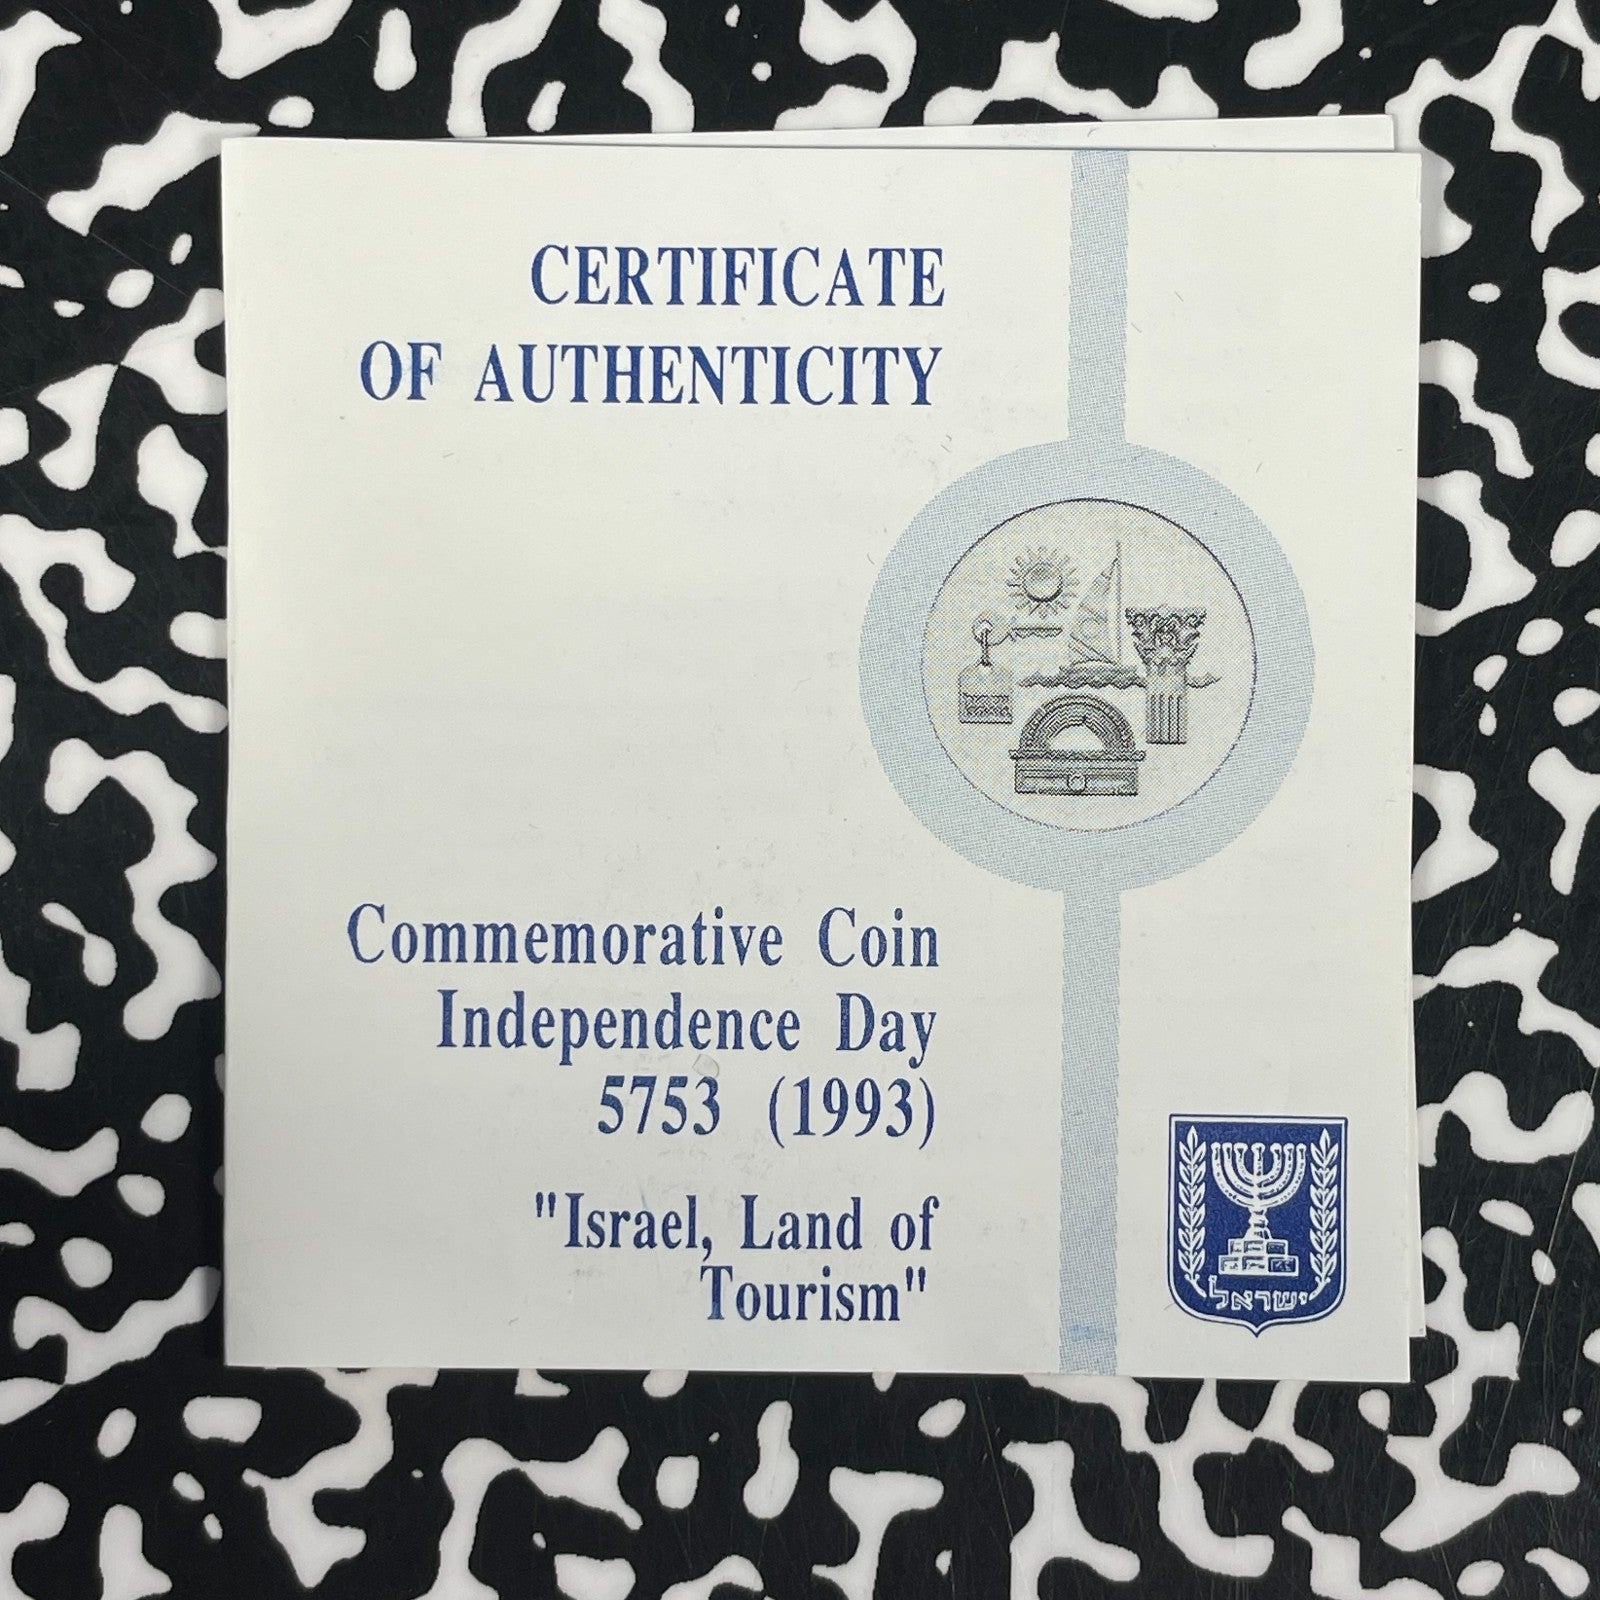 CERTIFICATE
OF AUTHENTICITY
Commemorative Coin
Independence Day
5753 (1993)
"Israel, Land of
Tourism"
ישראל